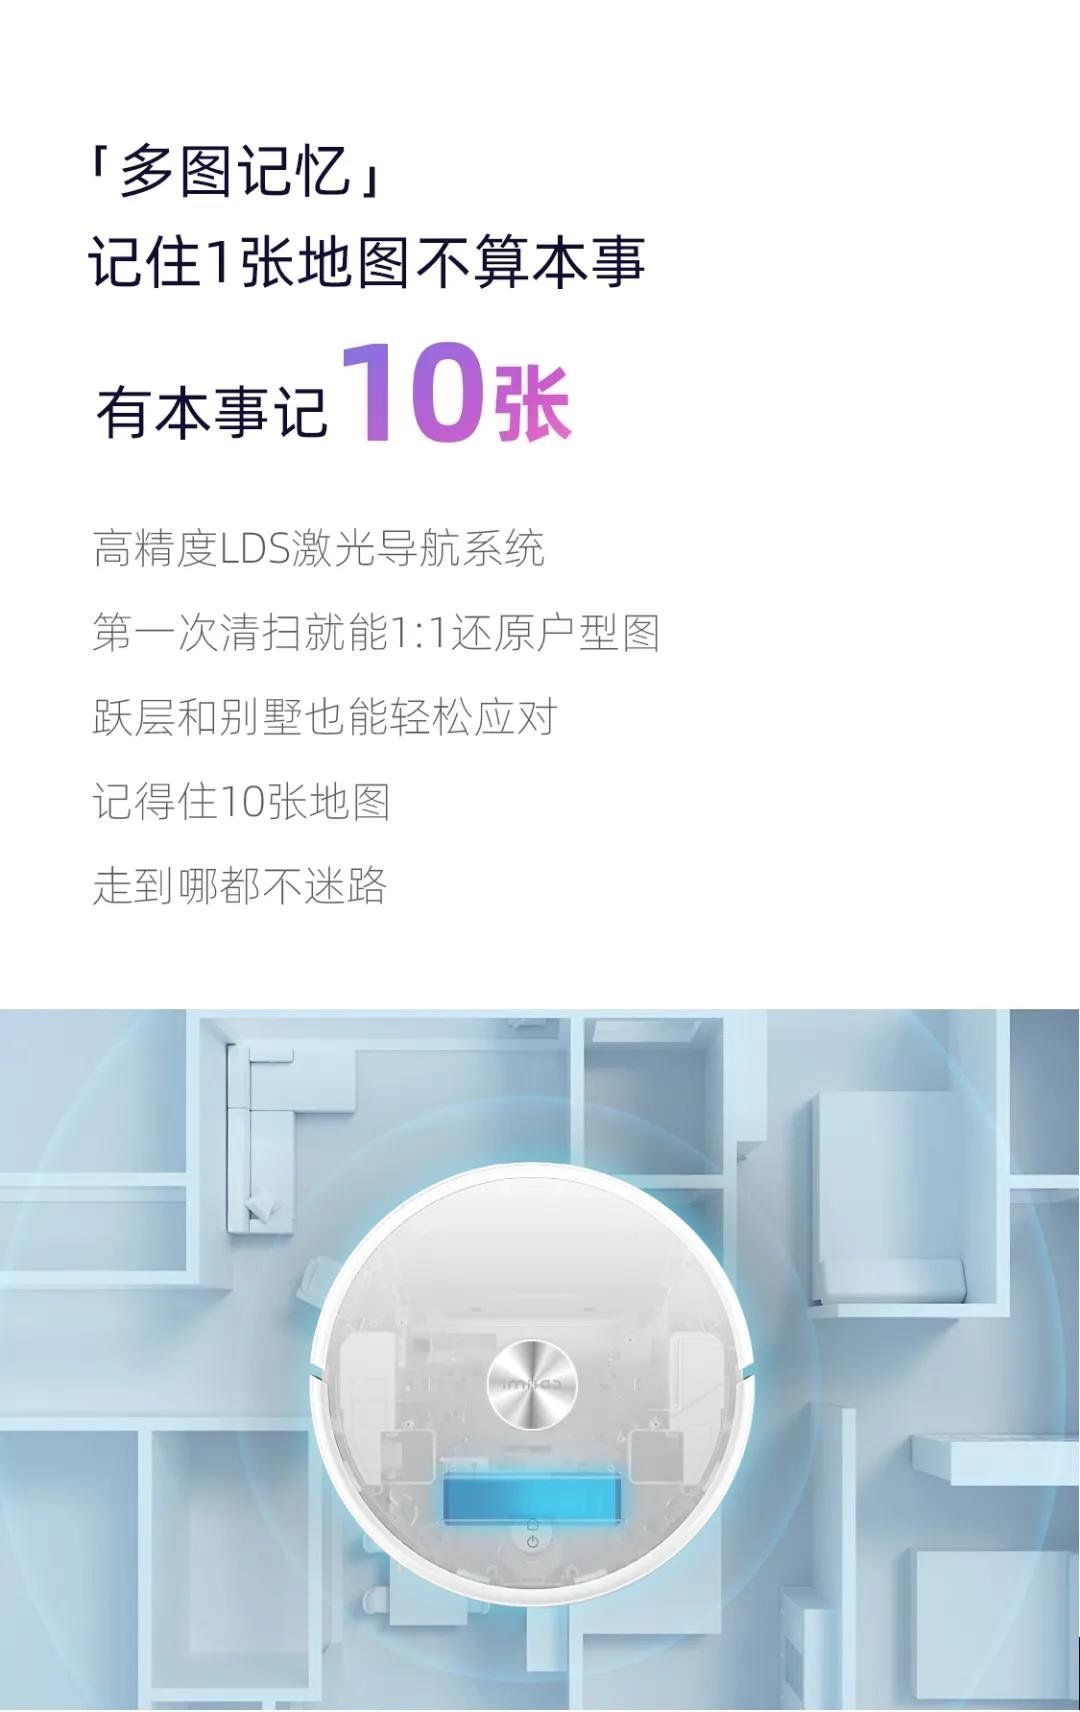 「多图记忆」
记住1张地图不算本事
有本事记10张
高精度LDS激光导航系统
第一次清扫就能1:1还原户型图
跃层和别墅也能轻松应对
记得住10张地图
走到哪都不迷路